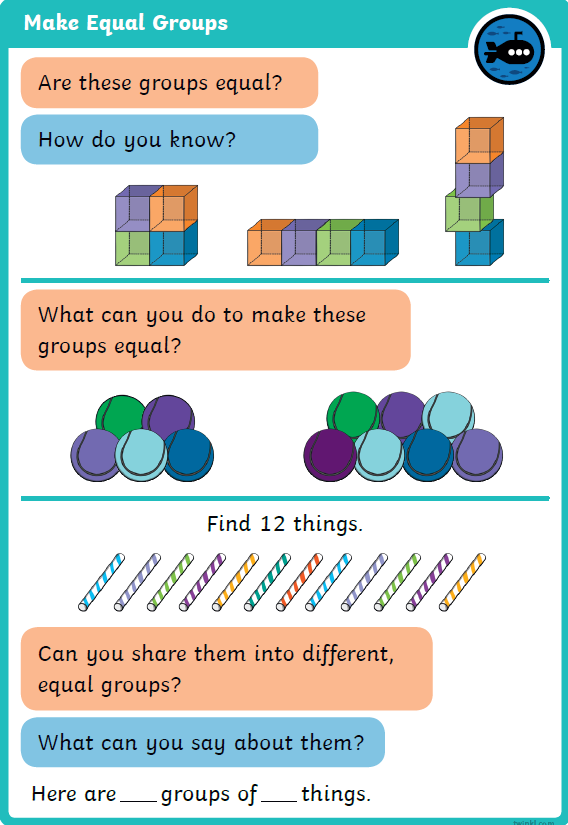 Make Equal Groups
Are these groups equal?
How do you know?
What can you do to make these
groups equal?
Find 12 things.
Can you share them into different,
equal groups?
What can you say about them?
Here are ___ groups of ___ things.
twinkl.com